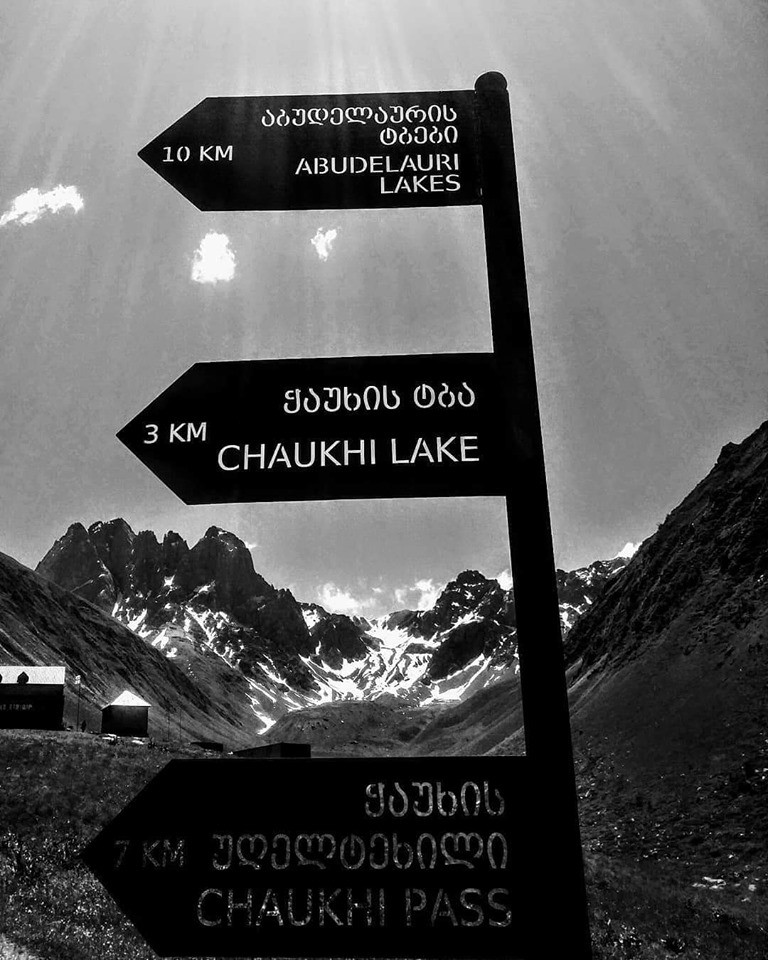 აბუდელაურის
ტბები
10 KM
ABUDELAURI
LAKES
ჭაუხის ტბა
3 KM
CHAUKHI LAKE
ჭაუხის
7 KM უღელტეხილი
CHAUKHI PASS